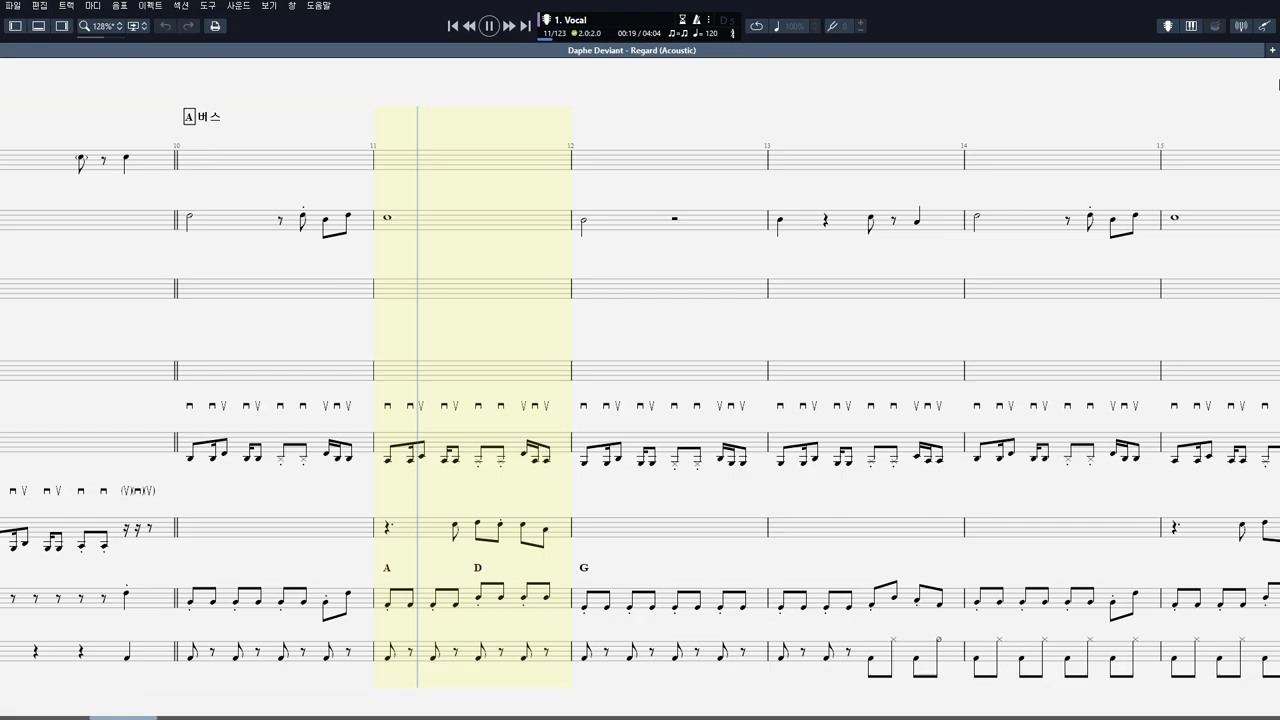 파일 편집 트랙 마디 음표 이펙트 섹션 도구 사운드 보기 창 도움말
128%
1. Vocal
11/123 2.0:2.0 00:19 / 04:04 ♫=♫ ♩= 120
D 5
100%
0
Daphe Deviant - Regard (Acoustic)
A 버스
10 11 12 13 14 15
A D G